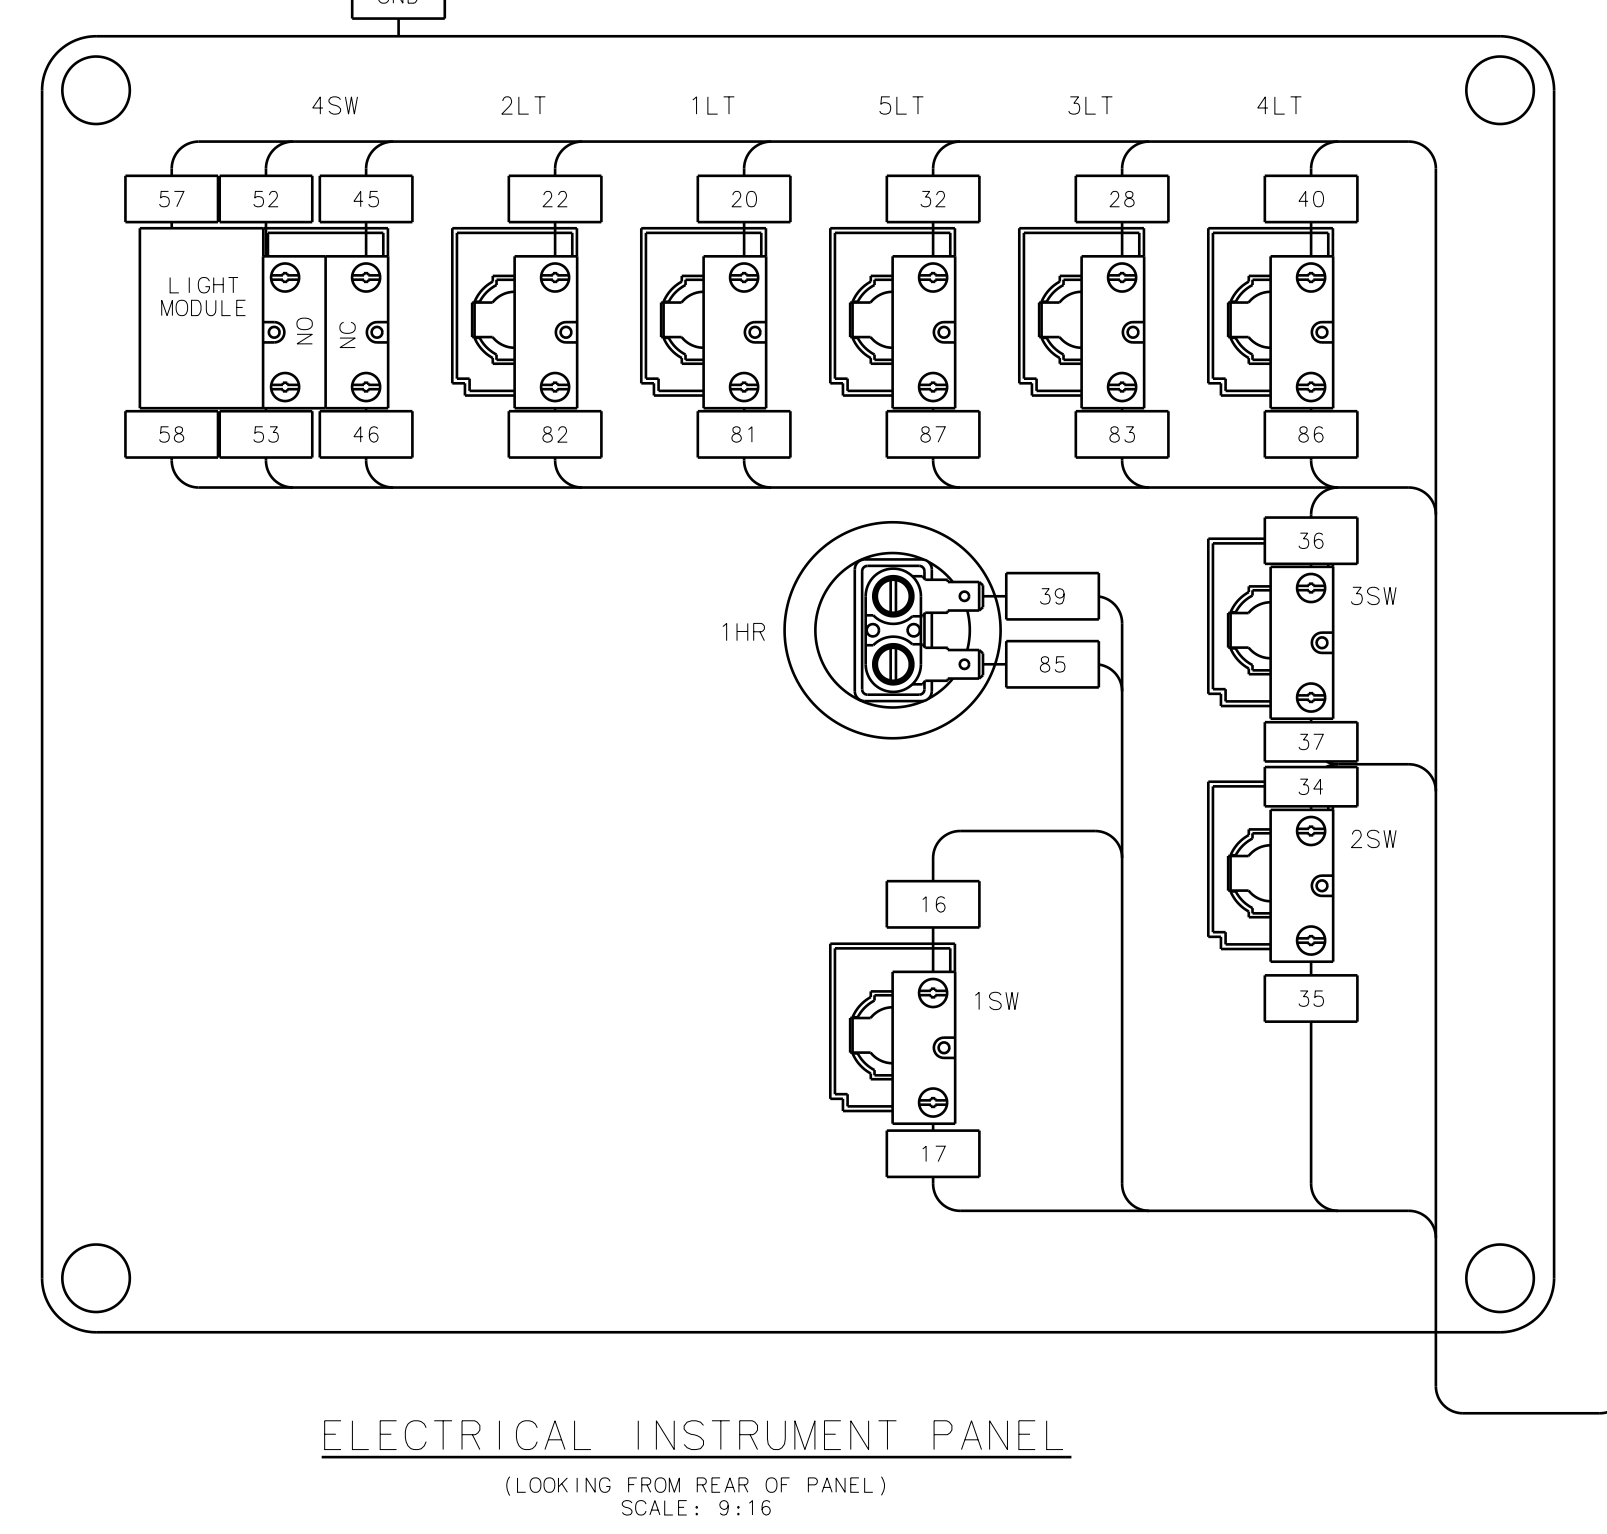 4SW 2LT 1LT 5LT 3LT 4LT
57 52 45 22 20 32 28 40
LIGHT
MODULE
NO
NC
58 53 46 82 81 87 83 86
36
3SW
39
1HR
85
37
34
2SW
16
35
1SW
17
ELECTRICAL INSTRUMENT PANEL
(LOOKING FROM REAR OF PANEL)
SCALE: 9:16